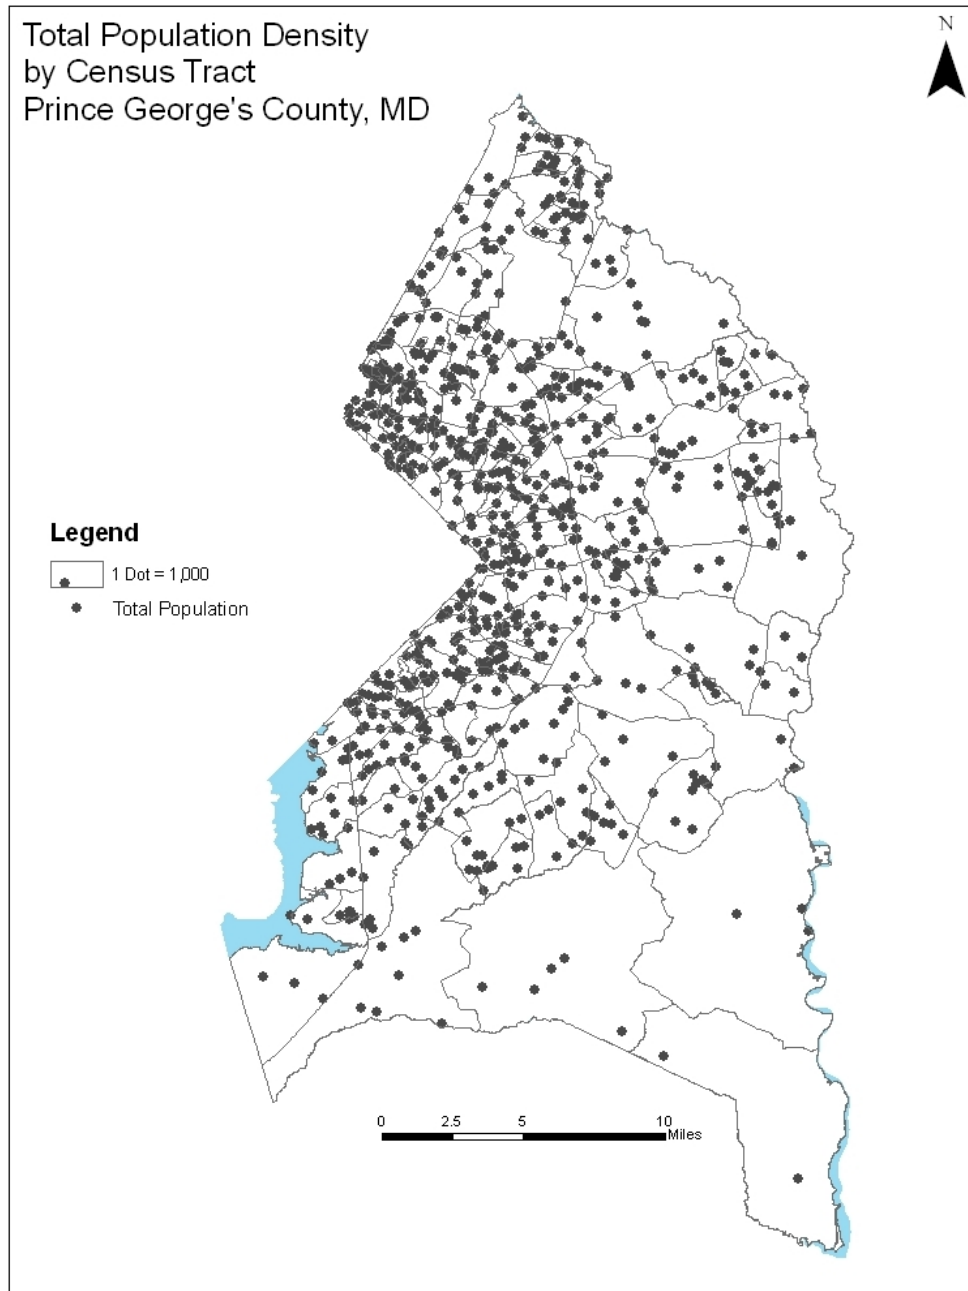 Total Population Density
by Census Tract
Prince George's County, MD
N
Legend
1 Dot = 1,000
Total Population
0 2.5 5 10
Miles